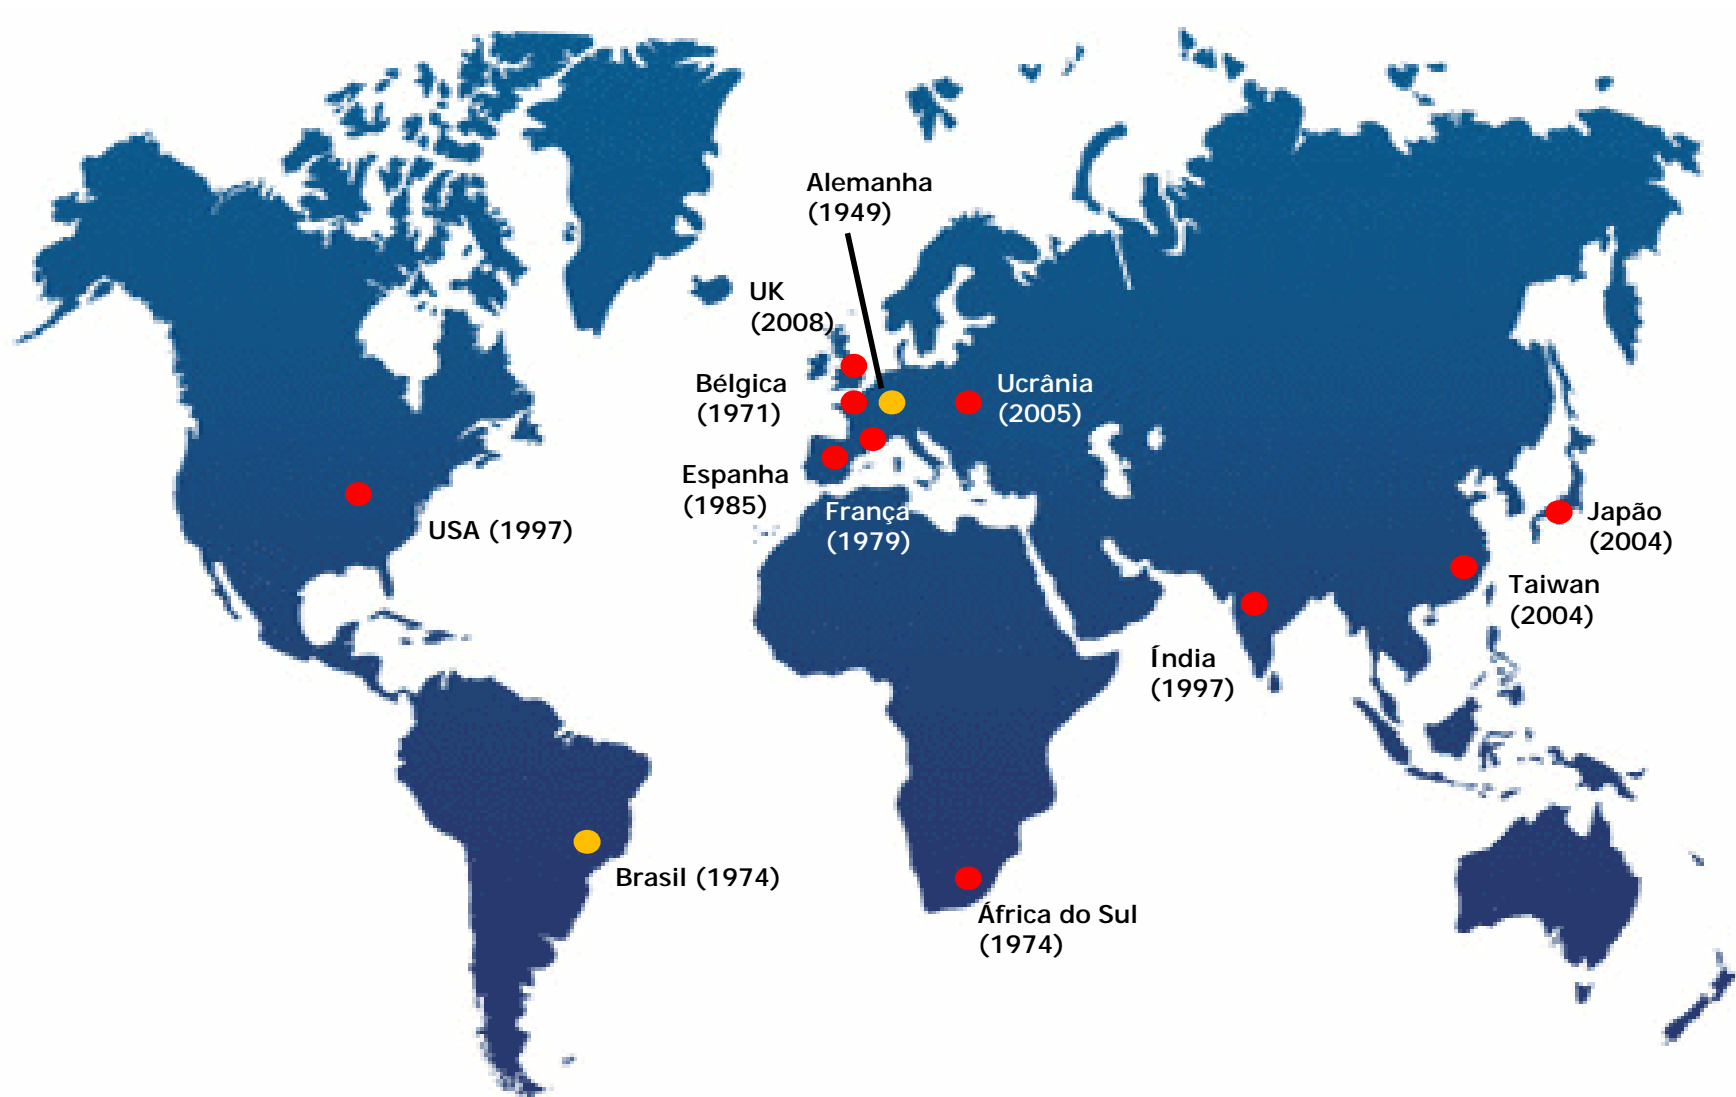 Alemanha
(1949)
UK
(2008)
Bélgica
(1971)
Ucrânia
(2005)
Espanha
(1985)
França
(1979)
USA (1997)
Japão
(2004)
Taiwan
(2004)
Índia
(1997)
Brasil (1974)
África do Sul
(1974)